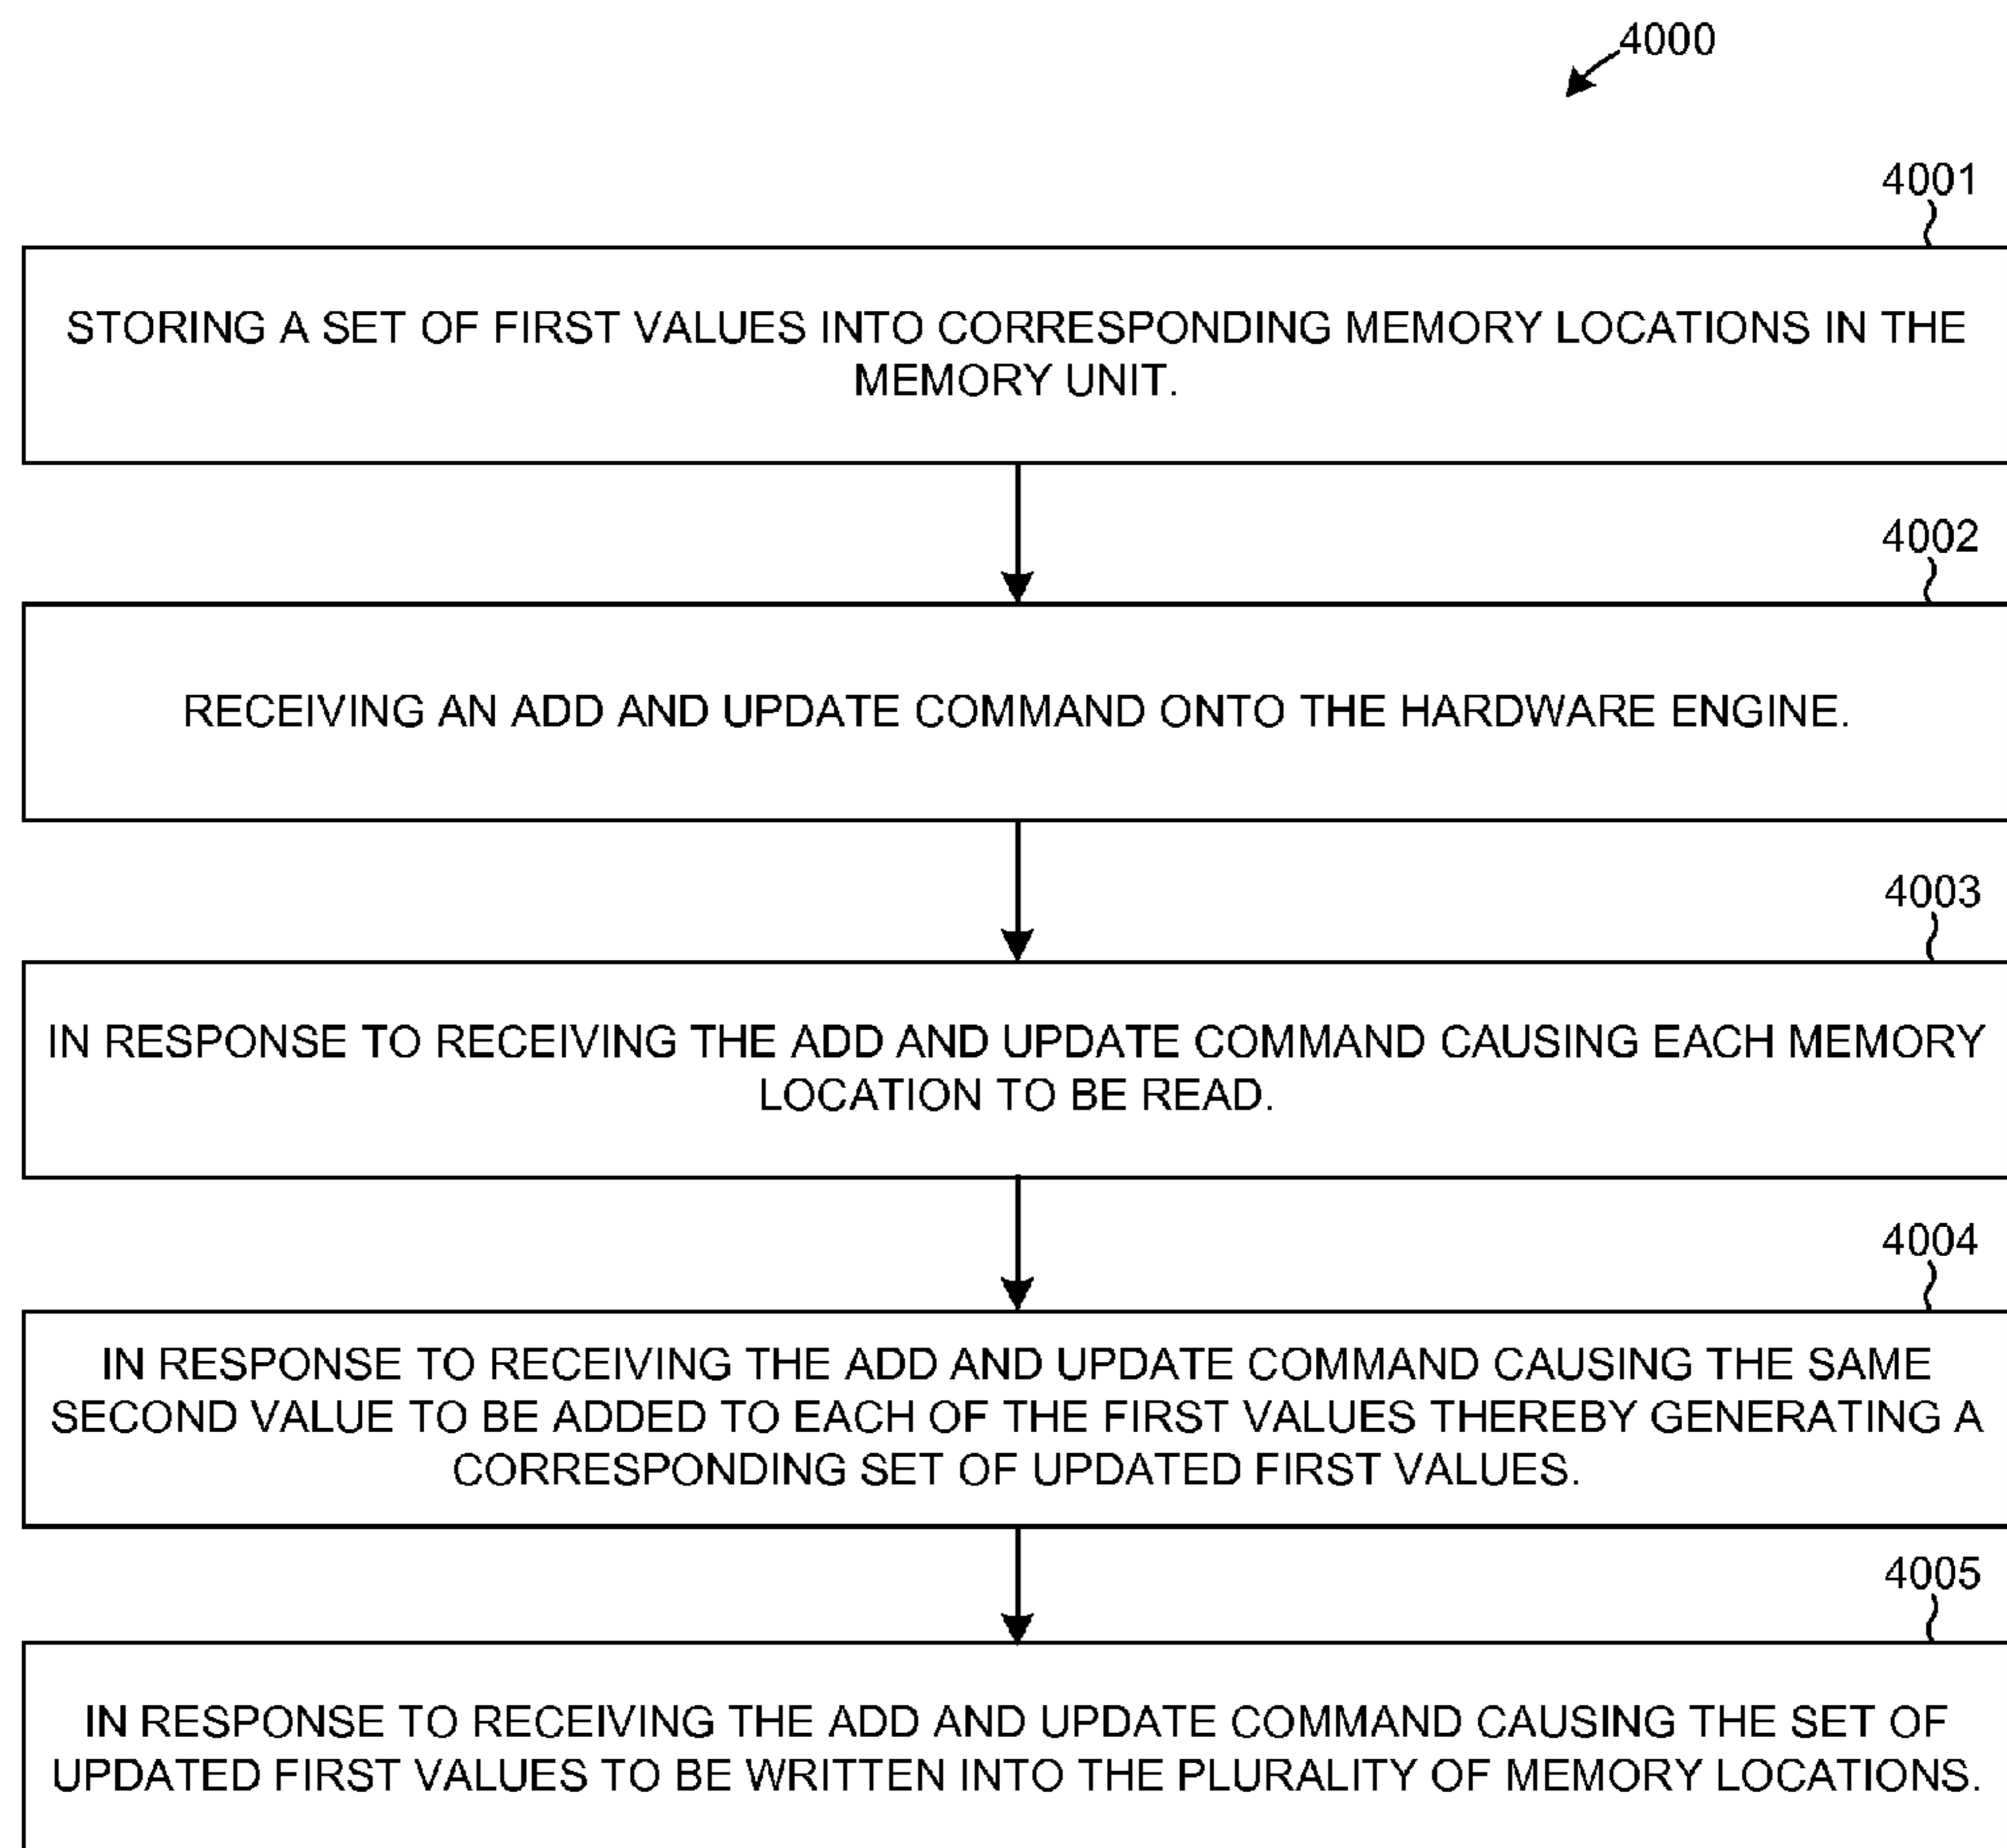 4000
4001
STORING A SET OF FIRST VALUES INTO CORRESPONDING MEMORY LOCATIONS IN THE
MEMORY UNIT.
4002
RECEIVING AN ADD AND UPDATE COMMAND ONTO THE HARDWARE ENGINE.
4003
IN RESPONSE TO RECEIVING THE ADD AND UPDATE COMMAND CAUSING EACH MEMORY
LOCATION TO BE READ.
4004
IN RESPONSE TO RECEIVING THE ADD AND UPDATE COMMAND CAUSING THE SAME
SECOND VALUE TO BE ADDED TO EACH OF THE FIRST VALUES THEREBY GENERATING A
CORRESPONDING SET OF UPDATED FIRST VALUES.
4005
IN RESPONSE TO RECEIVING THE ADD AND UPDATE COMMAND CAUSING THE SET OF
UPDATED FIRST VALUES TO BE WRITTEN INTO THE PLURALITY OF MEMORY LOCATIONS.